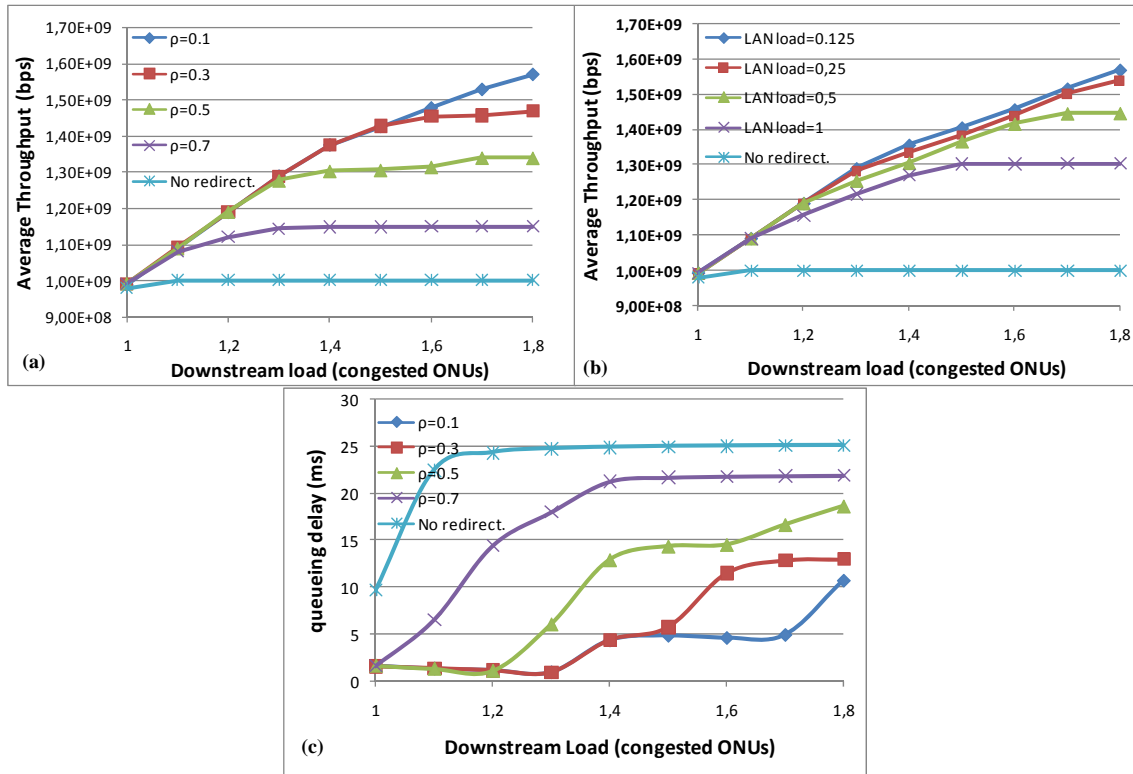 1,70E+09
1,60E+09
1,50E+09
1,40E+09
1,30E+09
1,20E+09
1,10E+09
1,00E+09
9,00E+08
Average Throughput (bps)
ρ=0.1
ρ=0.3
ρ=0.5
ρ=0.7
No redirect.
1
1,2
1,4
1,6
1,8
(a)
Downstream load (congested ONUs)
1,70E+09
1,60E+09
1,50E+09
1,40E+09
1,30E+09
1,20E+09
1,10E+09
1,00E+09
9,00E+08
Average Throughput (bps)
LAN load=0.125
LAN load=0,25
LAN load=0,5
LAN load=1
No redirect.
1
1,2
1,4
1,6
1,8
(b)
Downstream load (congested ONUs)
30
25
20
15
10
5
0
queueing delay (ms)
ρ=0.1
ρ=0.3
ρ=0.5
ρ=0.7
No redirect.
1
1,2
1,4
1,6
1,8
(c)
Downstream Load (congested ONUs)